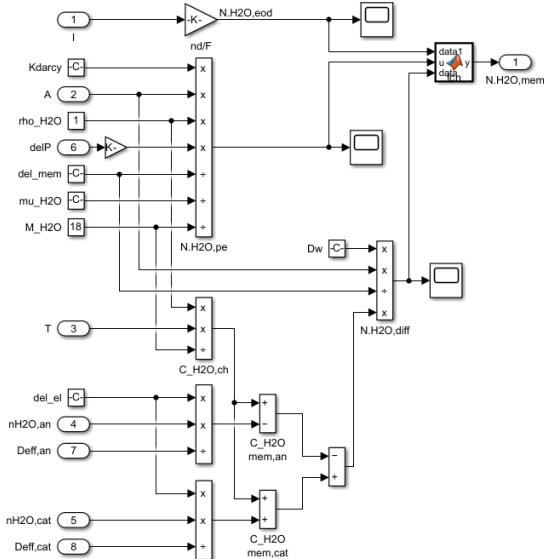 1
I
-K-
nd/F
N.H2O,eod
data1
u y
data
fcn
1
N.H2O,mem
Kdarcy -C-
A 2
rho_H2O 1
delP 6 -K-
del_mem -C-
mu_H2O -C-
M_H2O 18
x
x
x
x
÷
÷
÷
N.H2O,pe
Dw -C-
x
x
÷
x
N.H2O,diff
T 3
x
x
÷
C_H2O,ch
del_el -C-
nH2O,an 4
Deff,an 7
x
x
÷
+
−
C_H2O
mem,an
−
+
nH2O,cat 5
Deff,cat 8
x
x
÷
+
+
C_H2O
mem,cat